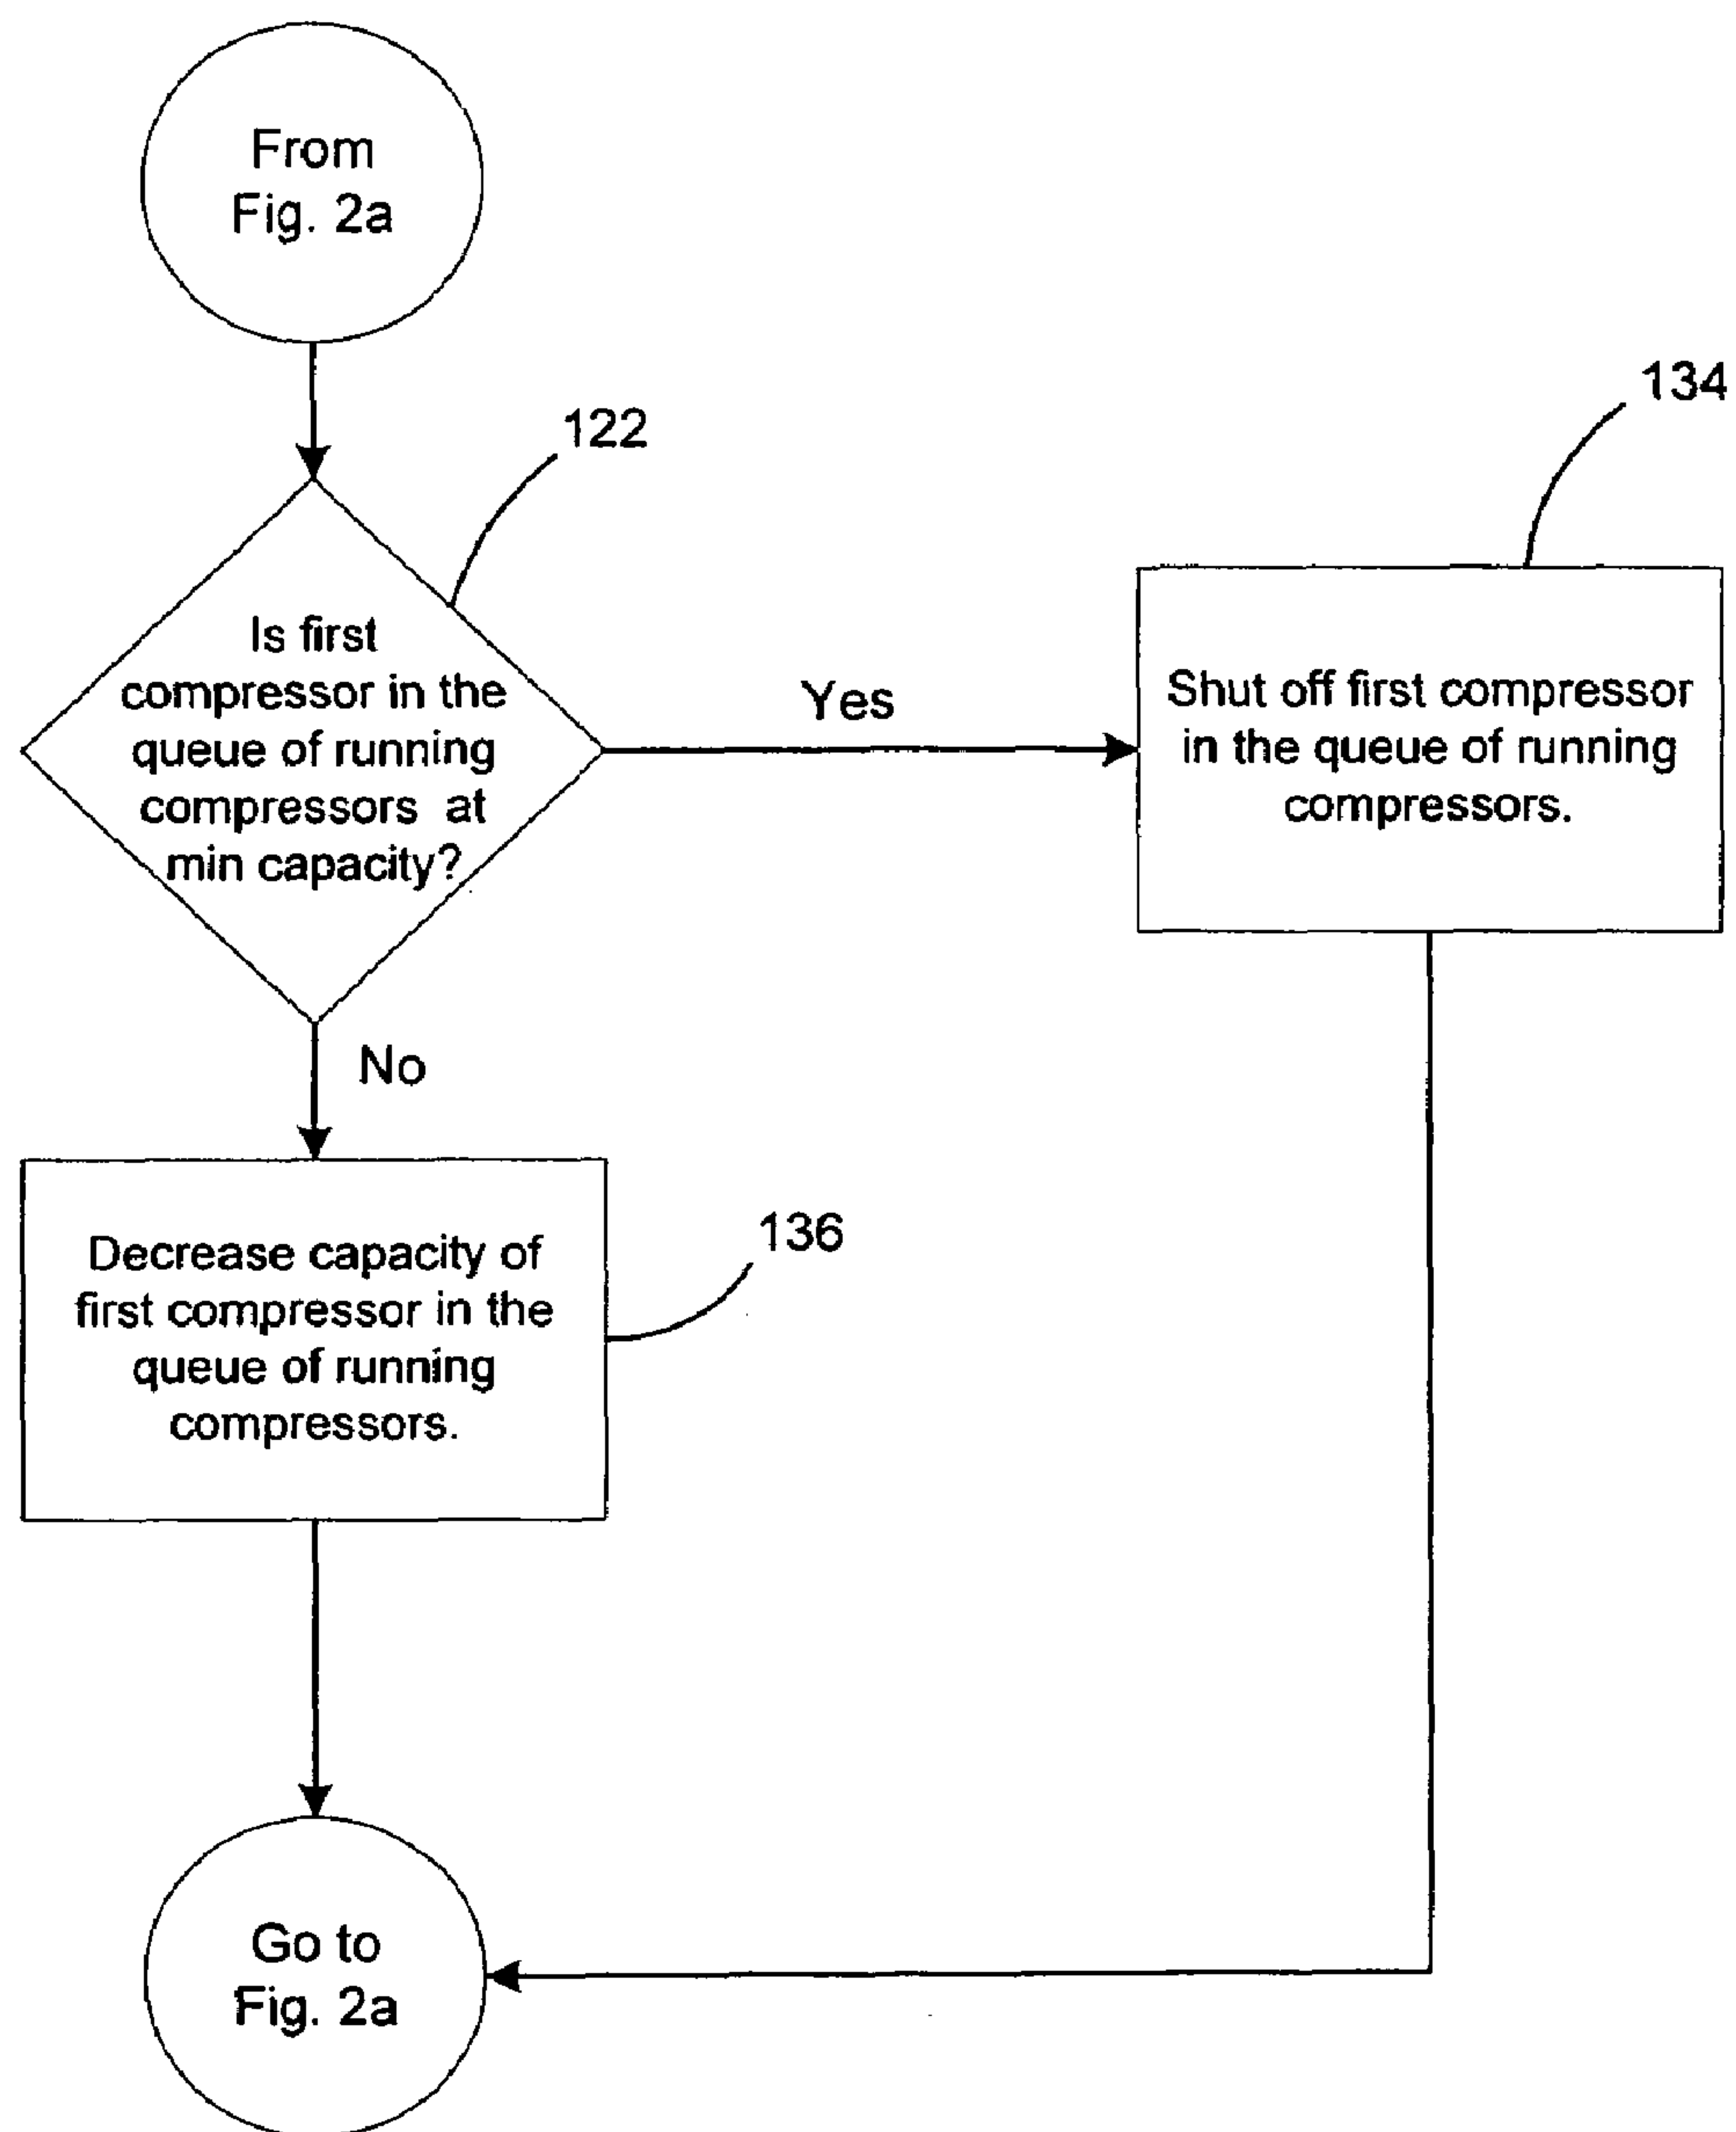 From
Fig. 2a
122
134
Is first
compressor in the
queue of running
compressors at
min capacity?
Yes
Shut off first compressor
in the queue of running
compressors.
No
136
Decrease capacity of
first compressor in the
queue of running
compressors.
Go to
Fig. 2a